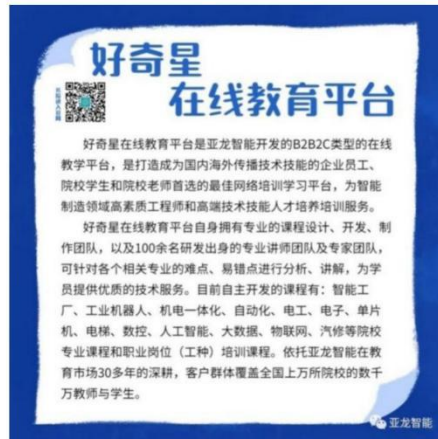 好奇星
在线教育平台
长按进入官网
好奇星在线教育平台是亚龙智能开发的B2B2C类型的在线
教学平台，是打造成为国内海外传播技术技能的企业员工、
院校学生和院校老师首选的最佳网络培训学习平台，为智能
制造领域高素质工程师和高端技术技能人才培养培训服务。
好奇星在线教育平台自身拥有专业的课程设计、开发、制
作团队，以及100余名研发出身的专业讲师团队及专家团队，
可针对各个相关专业的难点、易错点进行分析、讲解，为学
员提供优质的技术服务。目前自主开发的课程有：智能工
厂、工业机器人、机电一体化、自动化、电工、电子、单片
机、电梯、数控、人工智能、大数据、物联网、汽修等院校
专业课程和职业岗位（工种）培训课程。依托亚龙智能在教
育市场30多年的深耕，客户群体覆盖全国上万所院校的数千
万教师与学生。
亚龙智能